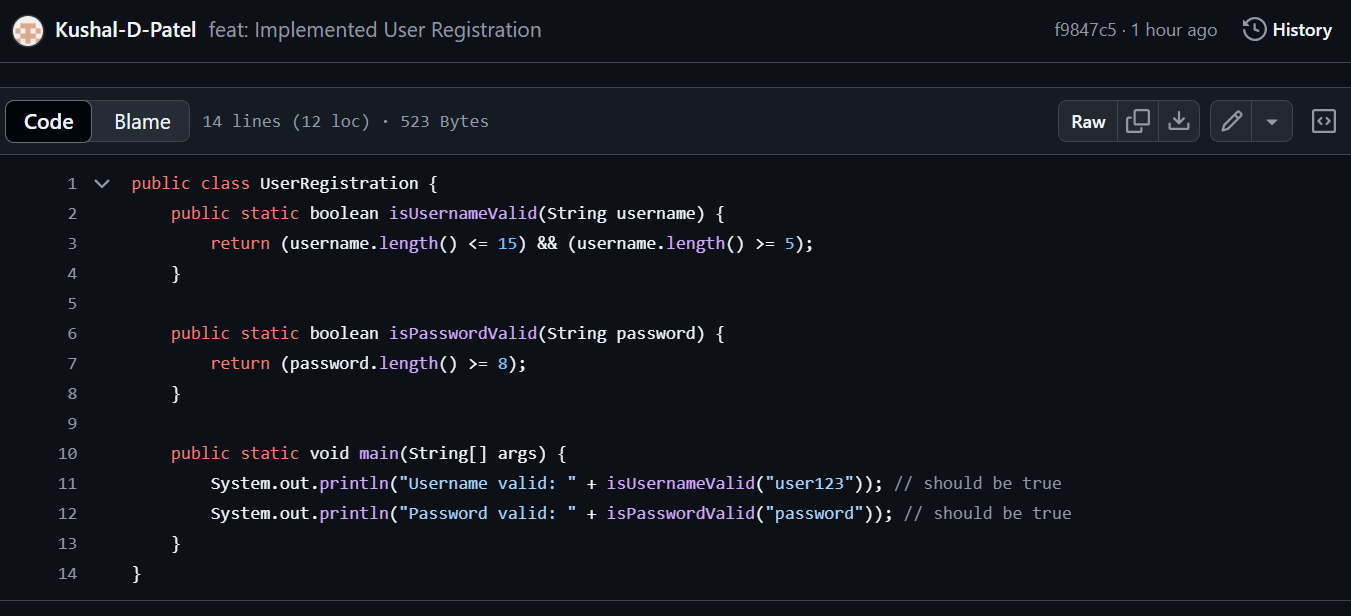 Kushal-D-Patel feat: Implemented User Registration f9847c5 · 1 hour ago History
Code Blame 14 lines (12 loc) · 523 Bytes Raw
1 public class UserRegistration {
2     public static boolean isUsernameValid(String username) {
3         return (username.length() <= 15) && (username.length() >= 5);
4     }
5
6     public static boolean isPasswordValid(String password) {
7         return (password.length() >= 8);
8     }
9
10     public static void main(String[] args) {
11         System.out.println("Username valid: " + isUsernameValid("user123")); // should be true
12         System.out.println("Password valid: " + isPasswordValid("password")); // should be true
13     }
14 }